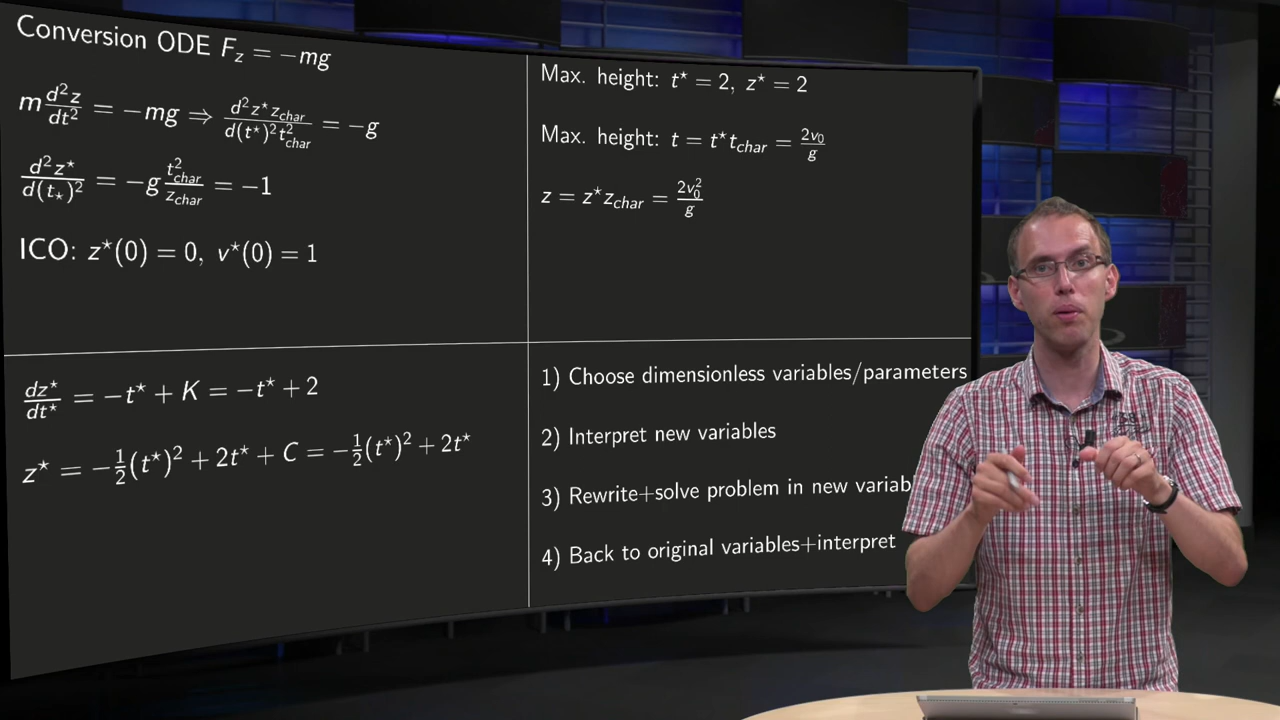 Conversion ODE F_z = −mg
m d²z/dt² = −mg ⇒ d²z*z_char/d(t*)²t²_char = −g
d²z*/d(t⋆)² = −g t²_char/z_char = −1
ICO: z*(0) = 0, v*(0) = 1
Max. height: t* = 2, z* = 2
Max. height: t = t*t_char = 2v₀/g
z = z*z_char = 2v₀²/g
dz*/dt* = −t* + K = −t* + 2
z* = −½(t*)² + 2t* + C = −½(t*)² + 2t*
1) Choose dimensionless variables/parameters
2) Interpret new variables
3) Rewrite+solve problem in new
4) Back to original variables+interpret